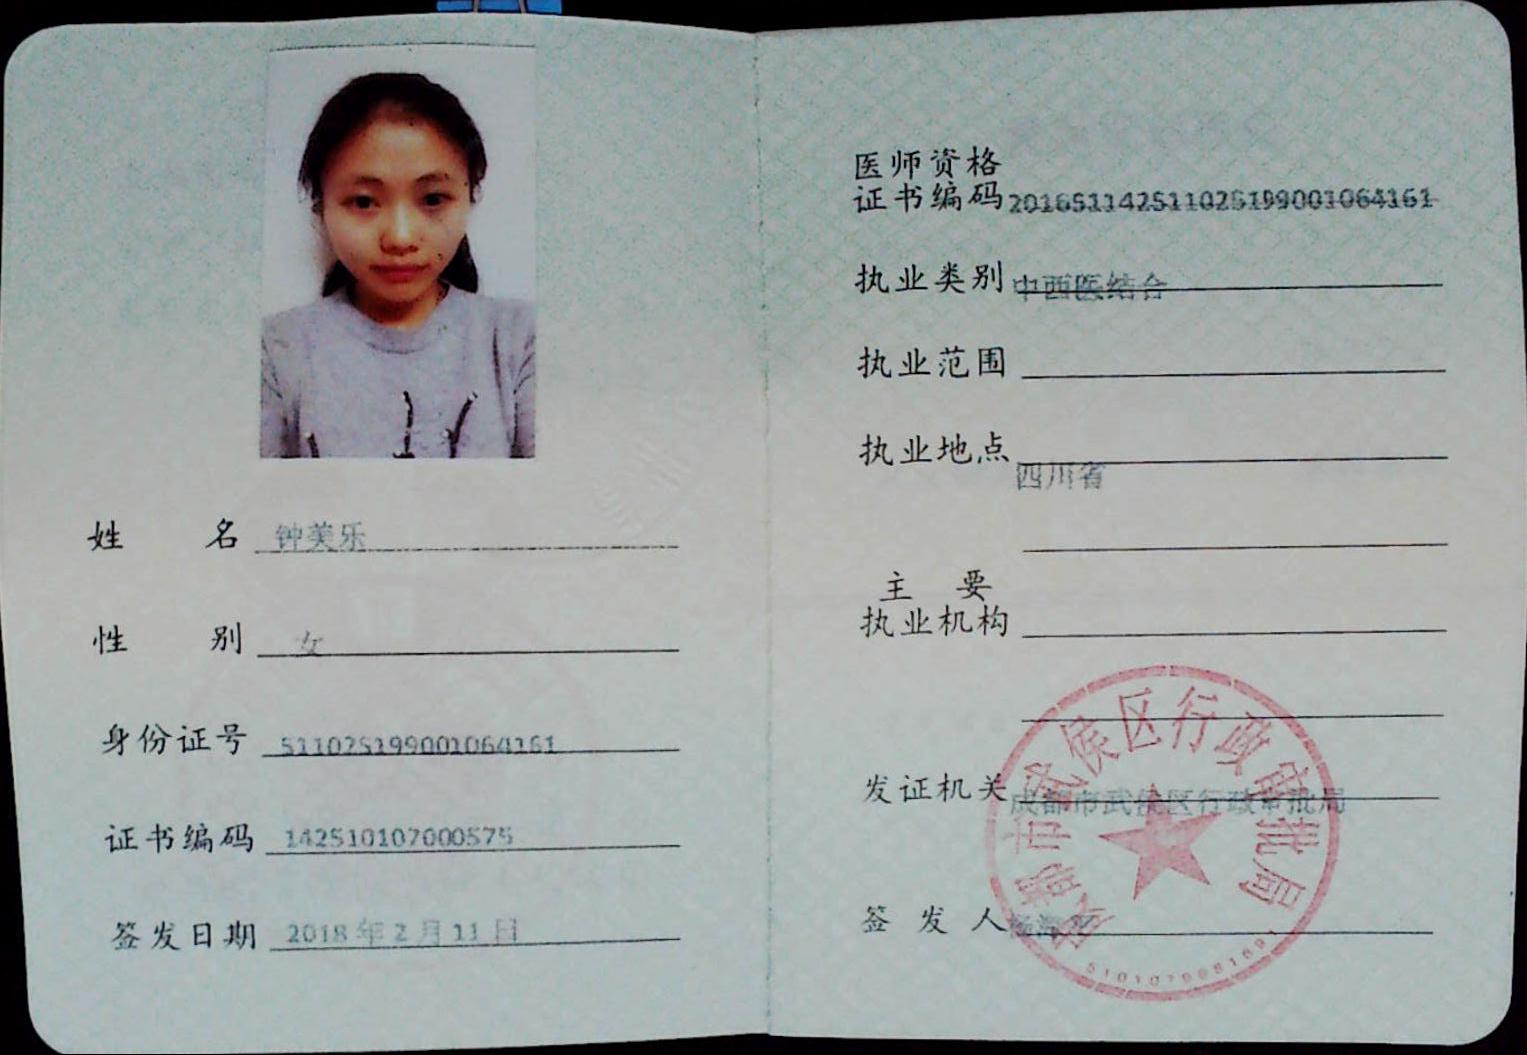 姓 名 钟美乐
性 别 女
身份证号 511025199001064161
证书编码 142510107000575
签发日期 2018年2月11日
医师资格
证书编码 201651142511025199001064161
执业类别 中西医结合
执业范围
执业地点 四川省
主 要
执业机构
发证机关 成都市武侯区行政审批局
签 发 人
成都市武侯区行政审批局